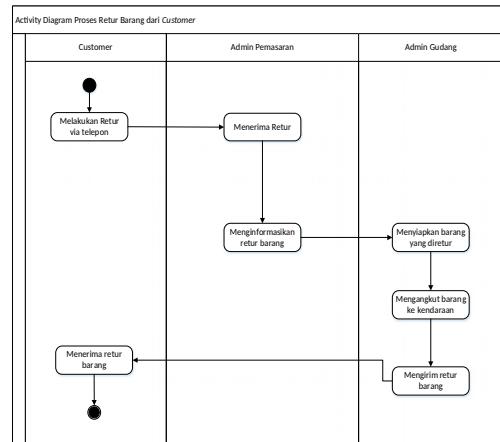 Activity Diagram Proses Retur Barang dari Customer
Customer
Admin Pemasaran
Admin Gudang
Melakukan Retur
via telepon
Menerima Retur
Menginformasikan
retur barang
Menyiapkan barang
yang diretur
Mengangkut barang
ke kendaraan
Menerima retur
barang
Mengirim retur
barang